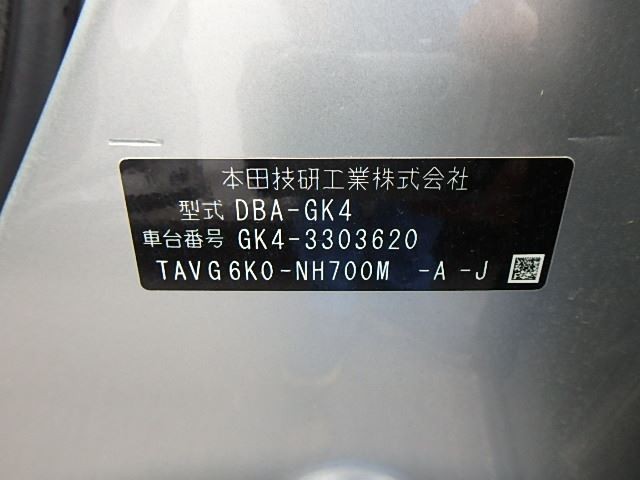 本田技研工業株式会社
型式 DBA-GK4
車台番号 GK4-3303620
TAVG6K0-NH700M -A-J